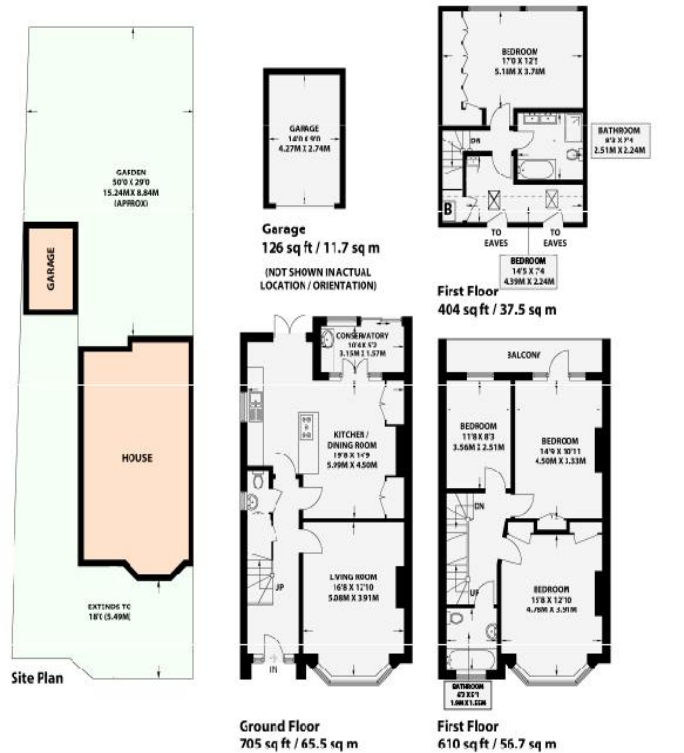 GARDEN
50'0 X 29'0
15.24M X 8.84M
(APPROX)
GARAGE
HOUSE
EXTENDS TO
18'0 (5.49M)
Site Plan
GARAGE
14'0 X 9'0
4.27M X 2.74M
Garage
126 sq ft / 11.7 sq m
(NOT SHOWN IN ACTUAL
LOCATION / ORIENTATION)
BEDROOM
17'0 X 12'5
5.18M X 3.78M
DN
BATHROOM
8'3 X 7'4
2.51M X 2.24M
B
TO
EAVES
TO
EAVES
BEDROOM
14'5 X 7'4
4.39M X 2.24M
First Floor
404 sq ft / 37.5 sq m
CONSERVATORY
10'4 X 5'2
3.15M X 1.57M
KITCHEN /
DINING ROOM
19'8 X 14'9
5.99M X 4.50M
LIVING ROOM
16'8 X 12'10
5.08M X 3.91M
UP
IN
Ground Floor
705 sq ft / 65.5 sq m
BALCONY
BEDROOM
11'8 X 8'3
3.56M X 2.51M
BEDROOM
14'9 X 10'11
4.50M X 3.33M
DN
UP
BEDROOM
15'8 X 12'10
4.78M X 3.91M
BATHROOM
6'3 X 5'1
1.9M X 1.55M
First Floor
610 sq ft / 56.7 sq m